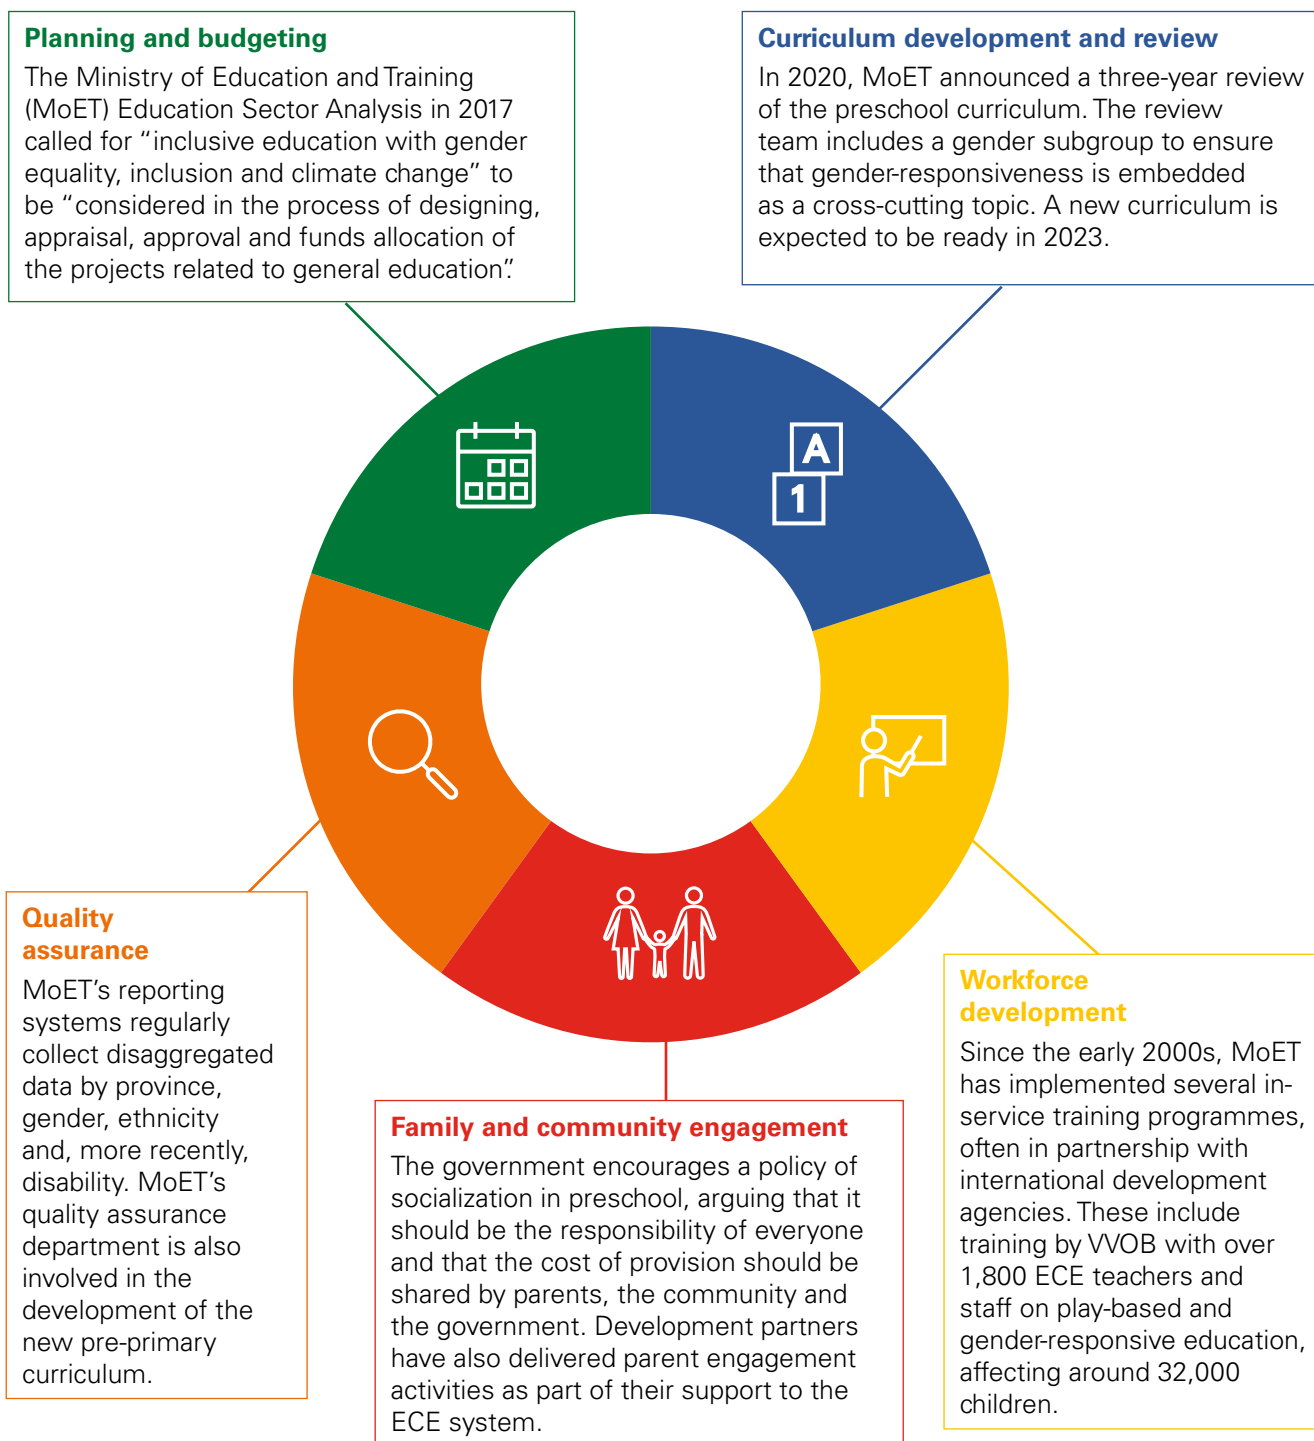 Planning and budgeting
The Ministry of Education and Training
(MoET) Education Sector Analysis in 2017
called for “inclusive education with gender
equality, inclusion and climate change” to
be “considered in the process of designing,
appraisal, approval and funds allocation of
the projects related to general education”.
Curriculum development and review
In 2020, MoET announced a three-year review
of the preschool curriculum. The review
team includes a gender subgroup to ensure
that gender-responsiveness is embedded
as a cross-cutting topic. A new curriculum is
expected to be ready in 2023.
A
1
Quality
assurance
MoET’s reporting
systems regularly
collect disaggregated
data by province,
gender, ethnicity
and, more recently,
disability. MoET’s
quality assurance
department is also
involved in the
development of the
new pre-primary
curriculum.
Family and community engagement
The government encourages a policy of
socialization in preschool, arguing that it
should be the responsibility of everyone
and that the cost of provision should be
shared by parents, the community and
the government. Development partners
have also delivered parent engagement
activities as part of their support to the
ECE system.
Workforce
development
Since the early 2000s, MoET
has implemented several in-
service training programmes,
often in partnership with
international development
agencies. These include
training by VVOB with over
1,800 ECE teachers and
staff on play-based and
gender-responsive education,
affecting around 32,000
children.